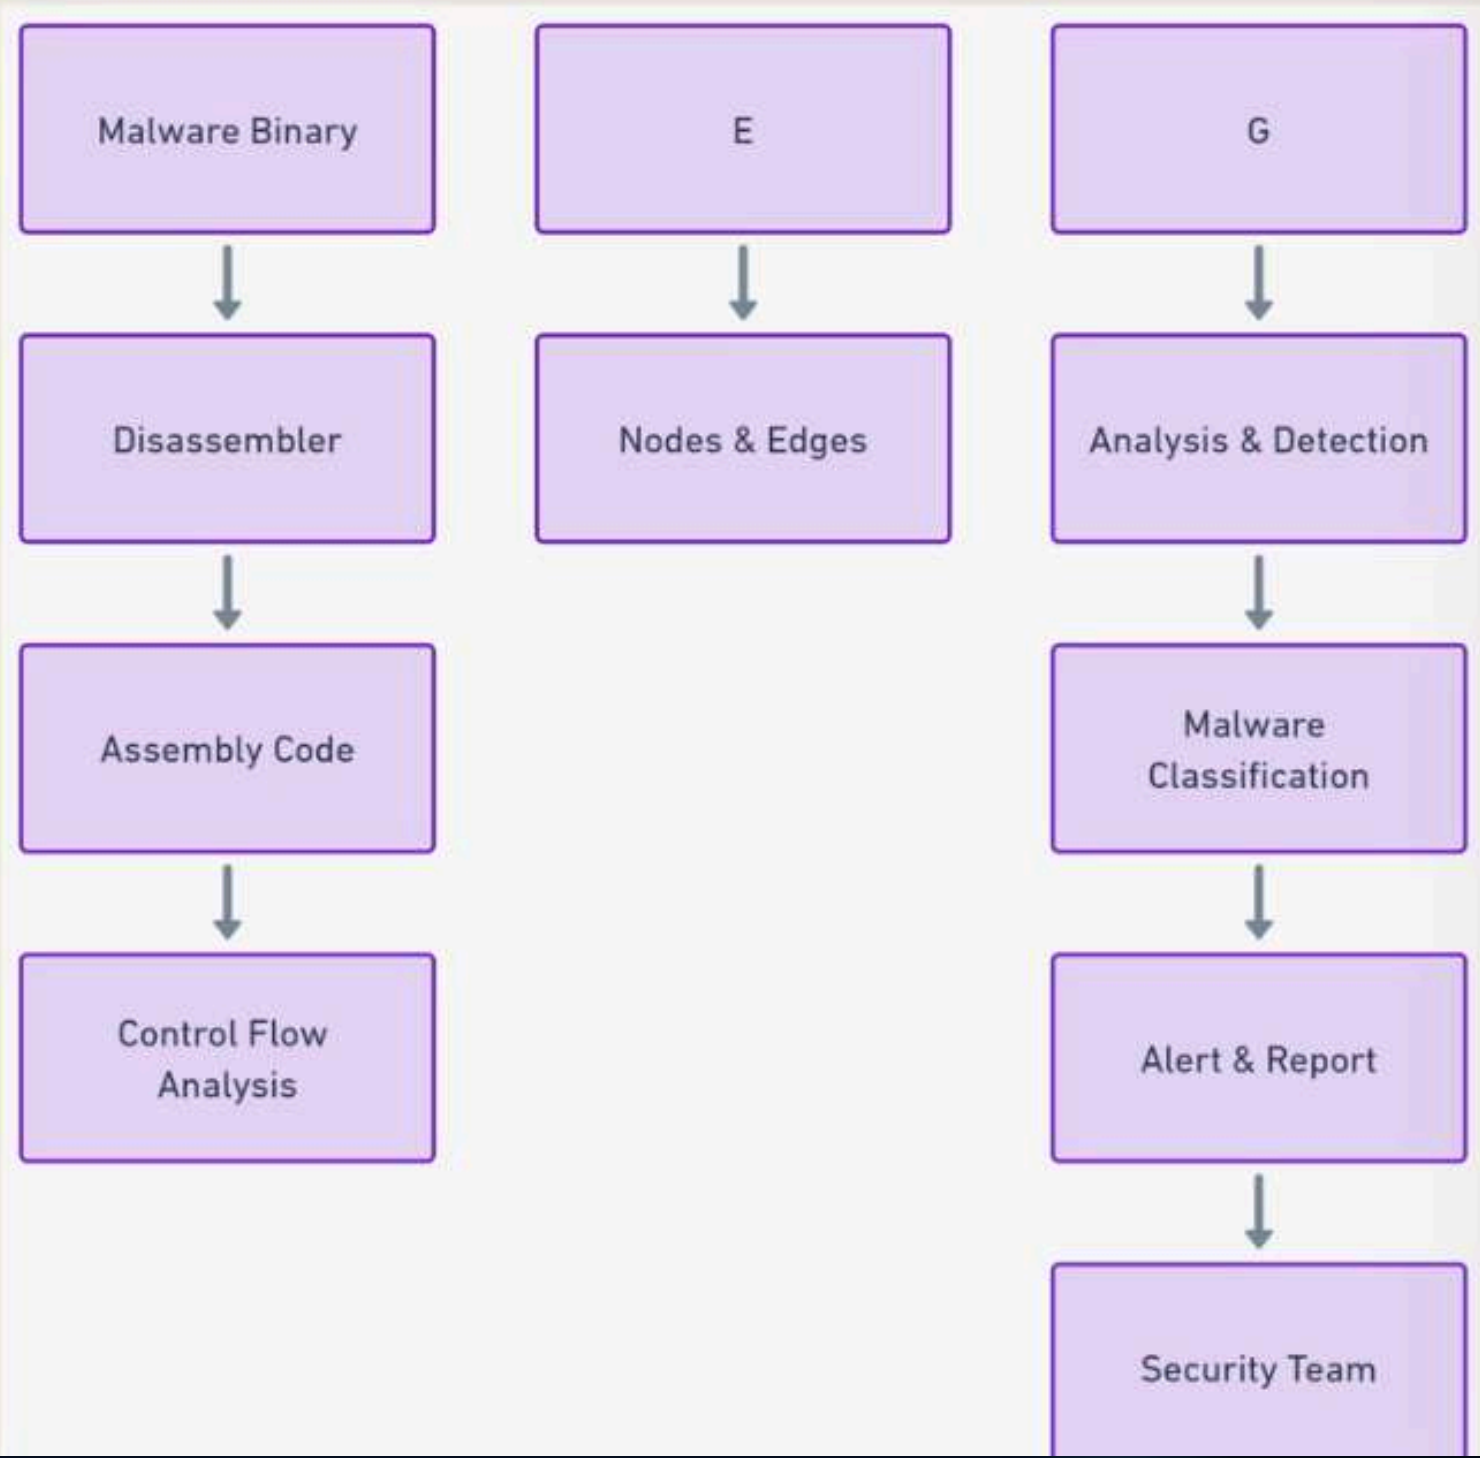 Malware Binary
Disassembler
Assembly Code
Control Flow
Analysis
E
Nodes & Edges
G
Analysis & Detection
Malware
Classification
Alert & Report
Security Team